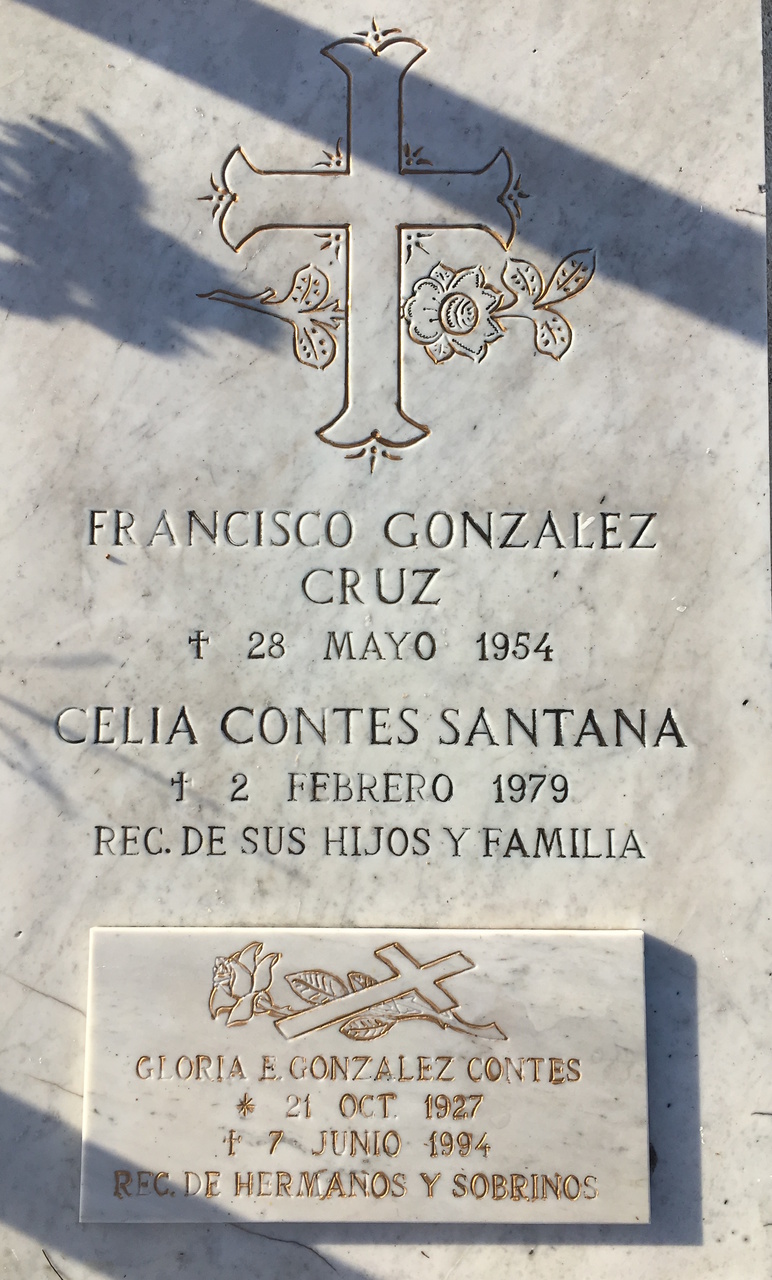 FRANCISCO GONZALEZ
CRUZ
† 28 MAYO 1954
CELIA CONTES SANTANA
† 2 FEBRERO 1979
REC. DE SUS HIJOS Y FAMILIA
GLORIA E. GONZALEZ CONTES
* 21 OCT. 1927
† 7 JUNIO 1994
REC. DE HERMANOS Y SOBRINOS